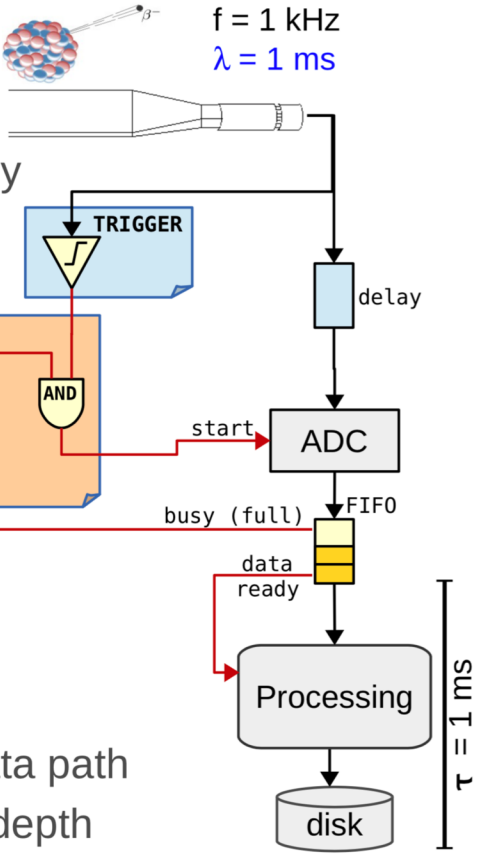 β⁻
f = 1 kHz
λ = 1 ms
y
TRIGGER
delay
AND
start
ADC
FIFO
busy (full)
data
ready
Processing
τ = 1 ms
ta path
depth
disk